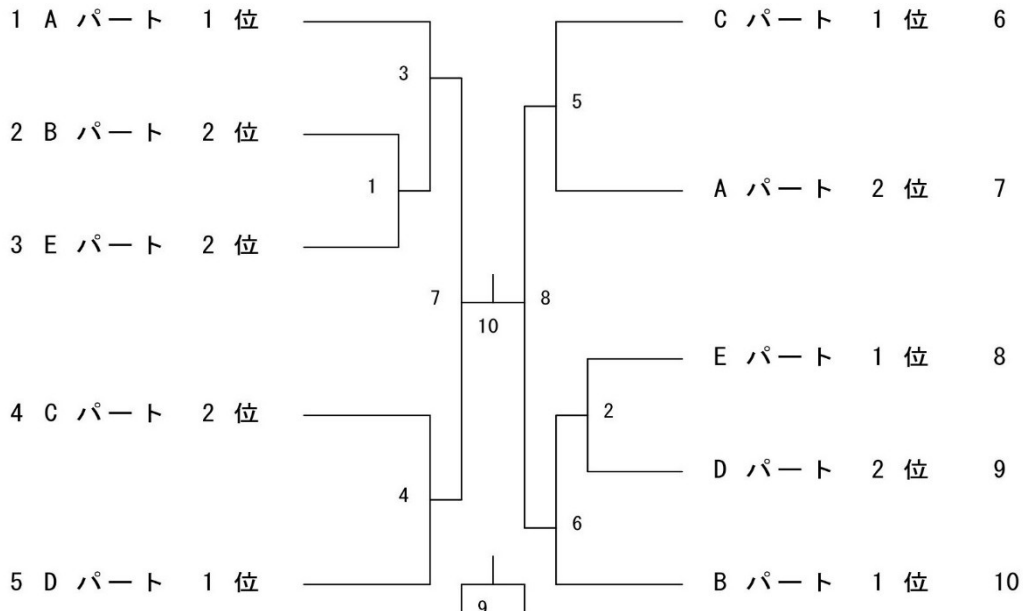 1 A パート 1 位
2 B パート 2 位
3 E パート 2 位
4 C パート 2 位
5 D パート 1 位
3
1
7
4
10
9
8
5
2
6
C パート 1 位 6
A パート 2 位 7
E パート 1 位 8
D パート 2 位 9
B パート 1 位 10